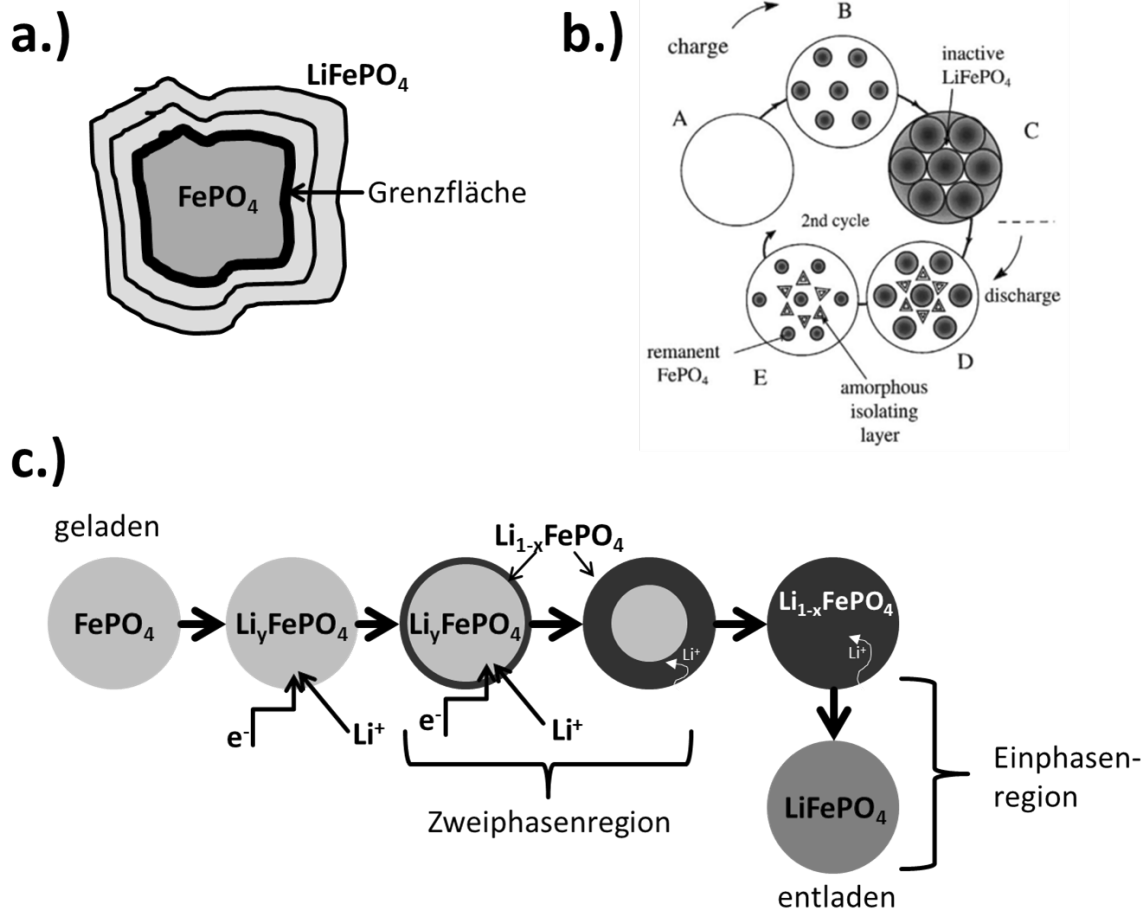 a.)
LiFePO₄
FePO₄
Grenzfläche
b.)
charge
A
B
inactive
LiFePO₄
C
2nd cycle
discharge
D
remanent
FePO₄
E
amorphous
isolating
layer
c.)
geladen
FePO₄
LiyFePO₄
e⁻
Li⁺
Li₁₋ₓFePO₄
LiyFePO₄
e⁻
Li⁺
Li⁺
Li₁₋ₓFePO₄
Li⁺
Zweiphasenregion
LiFePO₄
Einphasen-
region
entladen